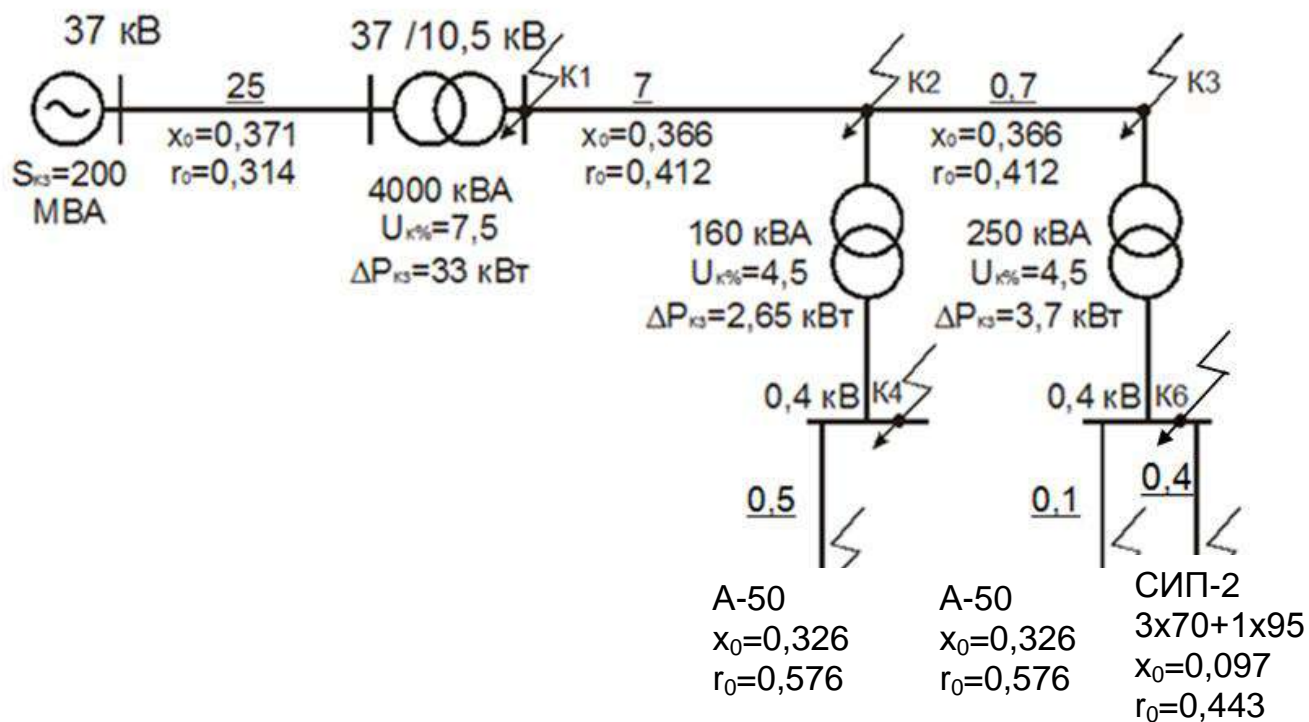 37 кВ
37 /10,5 кВ
К1
К2
К3
25
7
0,7
x₀=0,371
r₀=0,314
x₀=0,366
r₀=0,412
x₀=0,366
r₀=0,412
Sкз=200
МВА
4000 кВА
Uк%=7,5
ΔPкз=33 кВт
160 кВА
Uк%=4,5
ΔPкз=2,65 кВт
250 кВА
Uк%=4,5
ΔPкз=3,7 кВт
0,4 кВ
К4
0,4 кВ
К6
0,5
0,1
0,4
А-50
x₀=0,326
r₀=0,576
А-50
x₀=0,326
r₀=0,576
СИП-2
3х70+1х95
x₀=0,097
r₀=0,443